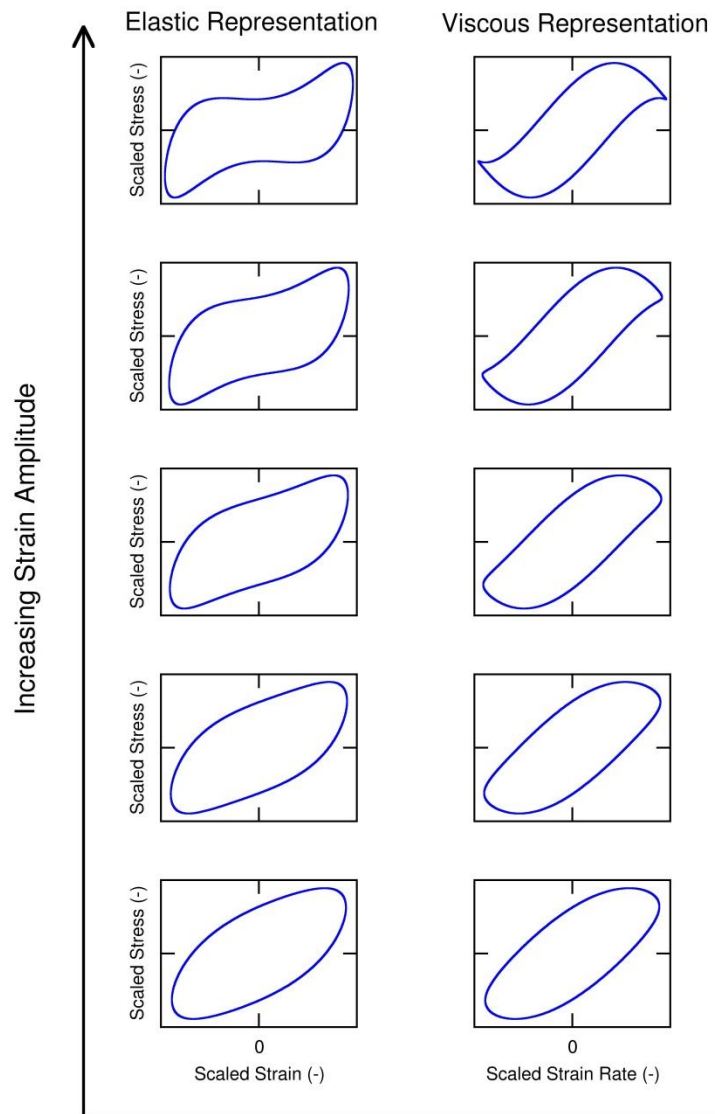 Elastic Representation
Viscous Representation
Increasing Strain Amplitude
Scaled Stress (-)
Scaled Stress (-)
Scaled Stress (-)
Scaled Stress (-)
Scaled Stress (-)
0
0
Scaled Strain (-)
Scaled Strain Rate (-)